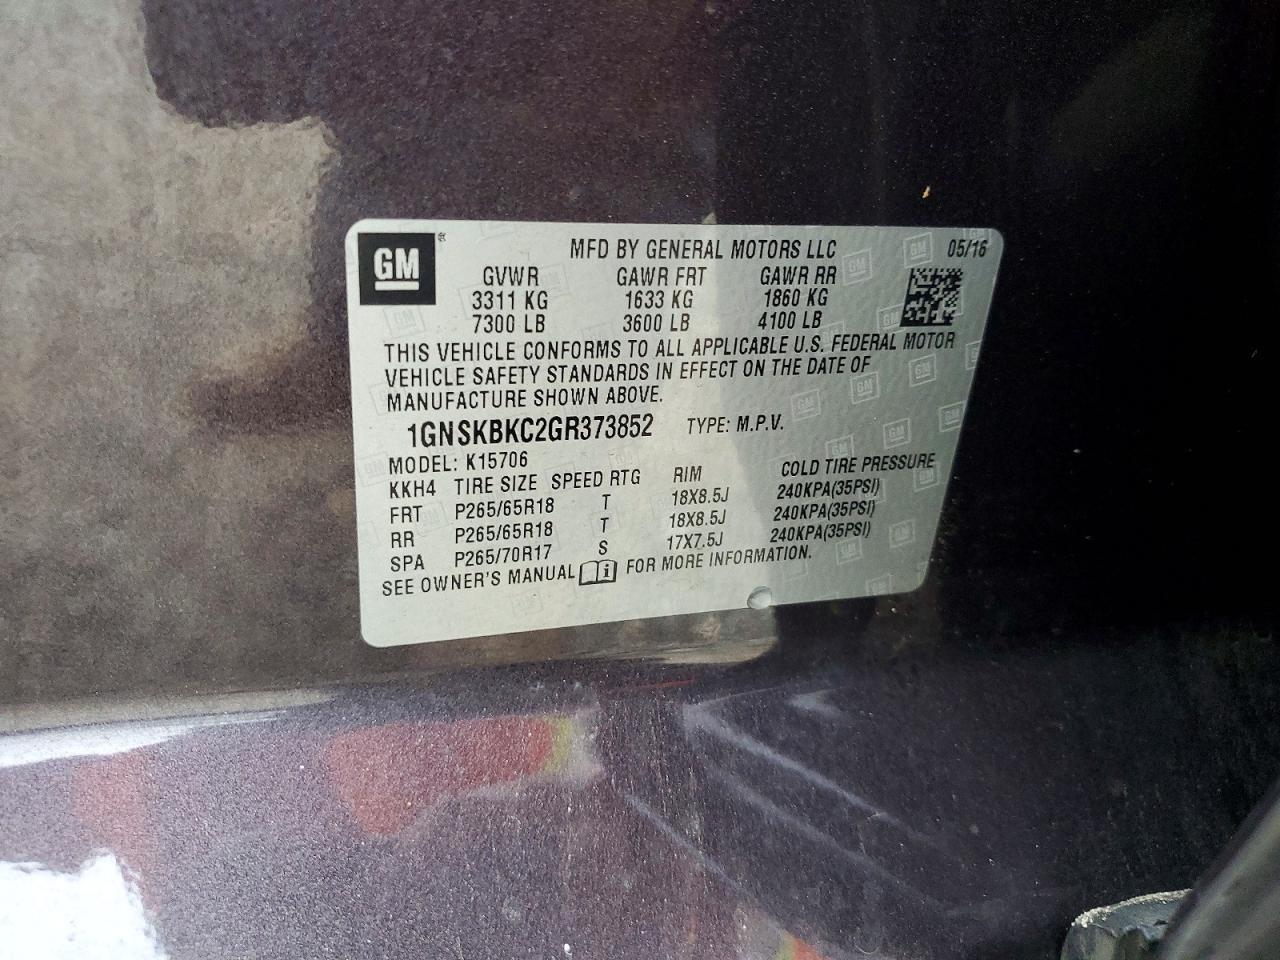 GM ® MFD BY GENERAL MOTORS LLC 05/16
GVWR GAWR FRT GAWR RR
3311 KG 1633 KG 1860 KG
7300 LB 3600 LB 4100 LB
THIS VEHICLE CONFORMS TO ALL APPLICABLE U.S. FEDERAL MOTOR
VEHICLE SAFETY STANDARDS IN EFFECT ON THE DATE OF
MANUFACTURE SHOWN ABOVE.
1GNSKBKC2GR373852 TYPE: M.P.V.
MODEL: K15706
KKH4 TIRE SIZE SPEED RTG RIM COLD TIRE PRESSURE
FRT P265/65R18 T 18X8.5J 240KPA(35PSI)
RR P265/65R18 T 18X8.5J 240KPA(35PSI)
SPA P265/70R17 S 17X7.5J 240KPA(35PSI)
SEE OWNER'S MANUAL i FOR MORE INFORMATION.